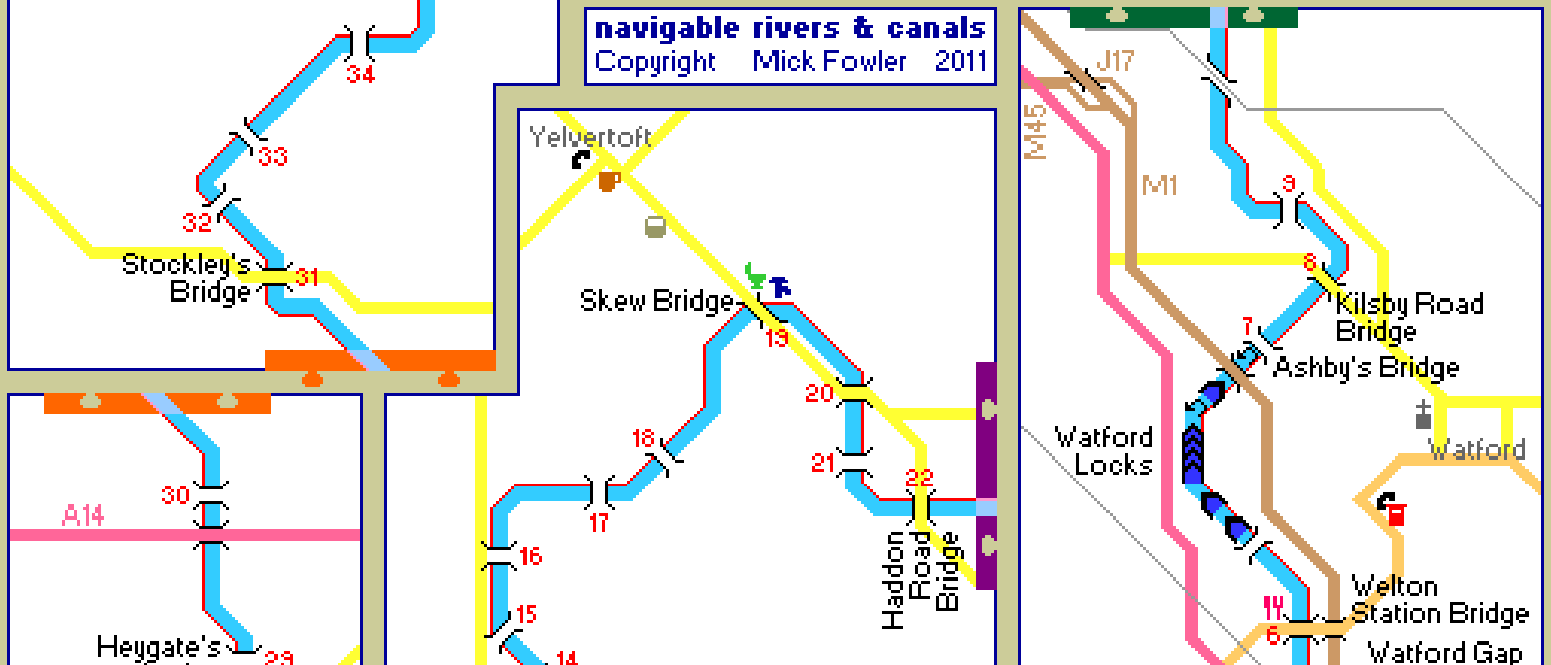 navigable rivers & canals
Copyright Mick Fowler 2011
34
33
32
Stockley's
Bridge
31
30
A14
Heygate's
29
Yelvertoft
Skew Bridge
19
20
18
21
22
17
16
15
14
Haddon
Road
Bridge
J17
M45
M1
9
8
Kilsby Road
Bridge
7
Ashby's Bridge
Watford
Locks
Watford
Welton
Station Bridge
6
Watford Gap